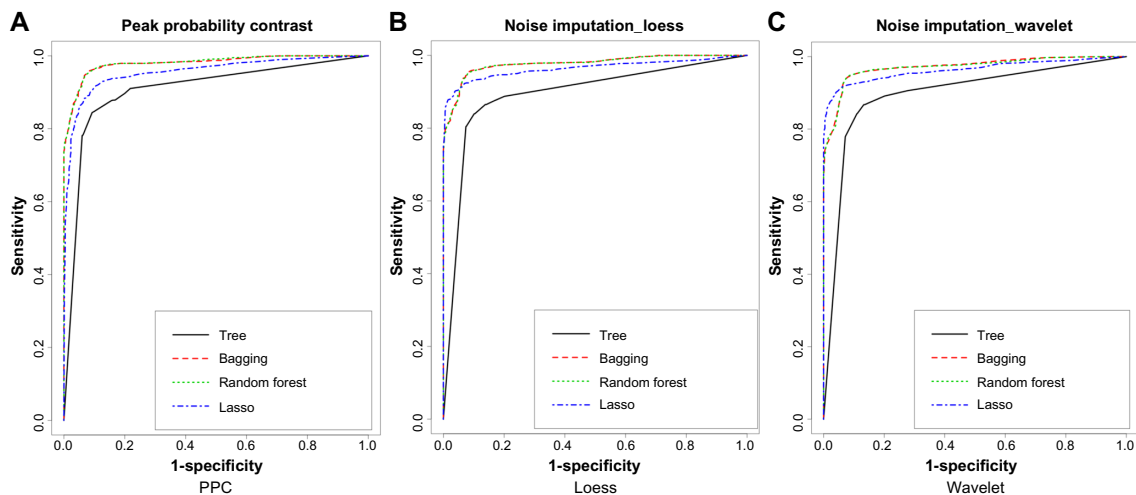 A
Peak probability contrast
Sensitivity
0.0
0.2
0.4
0.6
0.8
1.0
Tree
Bagging
Random forest
Lasso
0.0
0.2
0.4
0.6
0.8
1.0
1-specificity
PPC
B
Noise imputation_loess
Sensitivity
0.0
0.2
0.4
0.6
0.8
1.0
Tree
Bagging
Random forest
Lasso
0.0
0.2
0.4
0.6
0.8
1.0
1-specificity
Loess
C
Noise imputation_wavelet
Sensitivity
0.0
0.2
0.4
0.6
0.8
1.0
Tree
Bagging
Random forest
Lasso
0.0
0.2
0.4
0.6
0.8
1.0
1-specificity
Wavelet